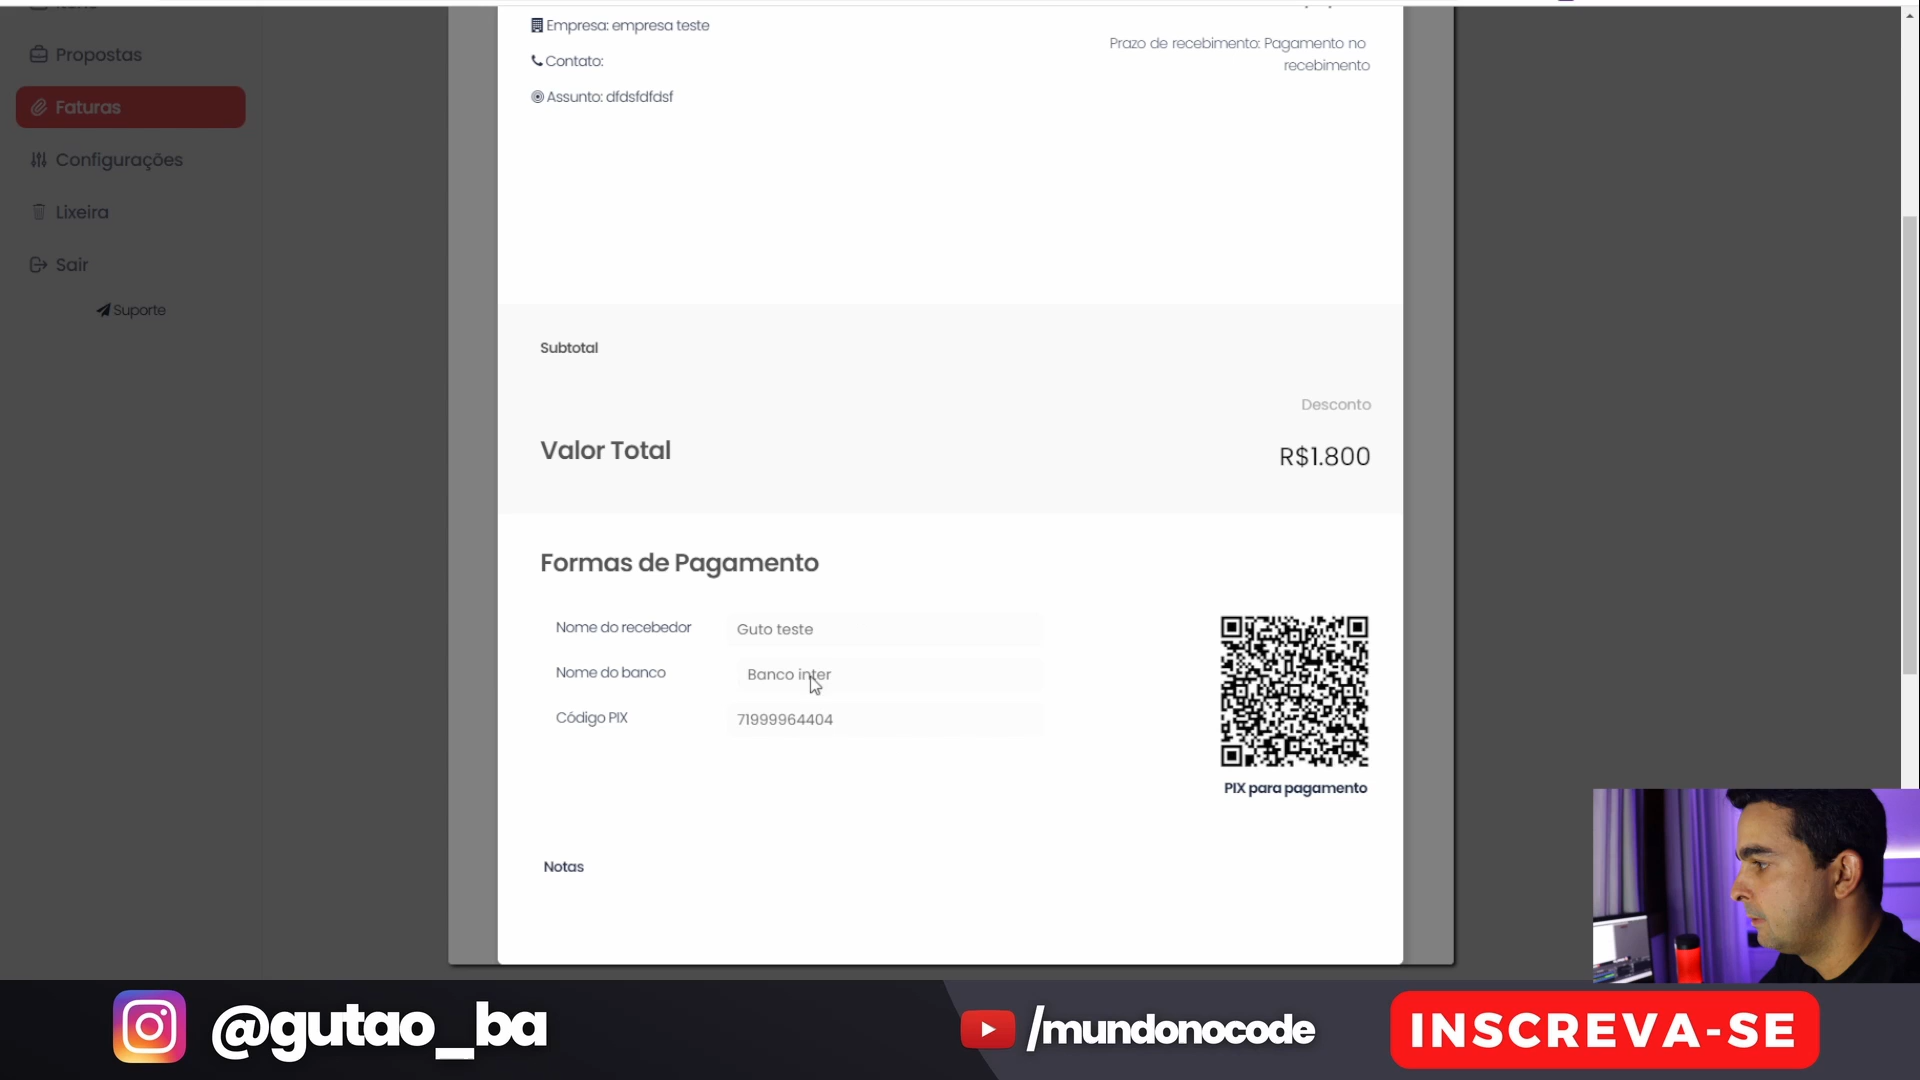 Empresa: empresa teste
Contato:
Assunto: dfdsfdfdsf
Prazo de recebimento: Pagamento no
recebimento
Propostas
Faturas
Configurações
Lixeira
Sair
Suporte
Subtotal
Desconto
Valor Total
R$1.800
Formas de Pagamento
Nome do recebedor
Guto teste
Nome do banco
Banco inter
Código PIX
71999964404
PIX para pagamento
Notas
@gutao_ba
/mundonocode
INSCREVA-SE